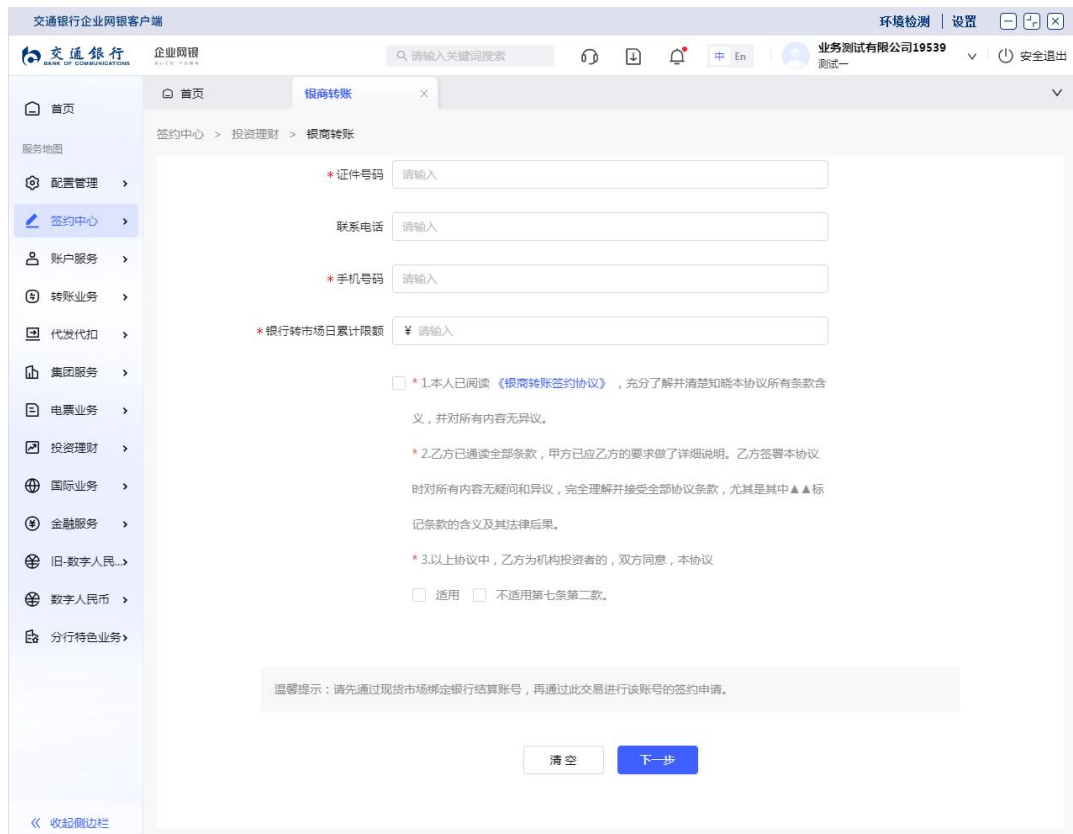 交通银行企业网银客户端
环境检测 | 设置
交通银行
BANK OF COMMUNICATIONS
企业网银
请输入关键词搜索
中 En
业务测试有限公司19539
测试一
安全退出
首页
银商转账
首页
服务地图
配置管理
签约中心
账户服务
转账业务
代发代扣
集团服务
电票业务
投资理财
国际业务
金融服务
旧-数字人民...
数字人民币
分行特色业务
收起侧边栏
签约中心 > 投资理财 > 银商转账
*证件号码 请输入
联系电话 请输入
*手机号码 请输入
*银行转市场日累计限额 ¥ 请输入
* 1.本人已阅读《银商转账签约协议》，充分了解并清楚知晓本协议所有条款含
义，并对所有内容无异议。
* 2.乙方已通读全部条款，甲方已应乙方的要求做了详细说明。乙方签署本协议
时对所有内容无疑问和异议，完全理解并接受全部协议条款，尤其是其中▲▲标
记条款的含义及其法律后果。
* 3.以上协议中，乙方为机构投资者的，双方同意，本协议
适用 不适用第七条第二款。
温馨提示：请先通过现货市场绑定银行结算账号，再通过此交易进行该账号的签约申请。
清空 下一步